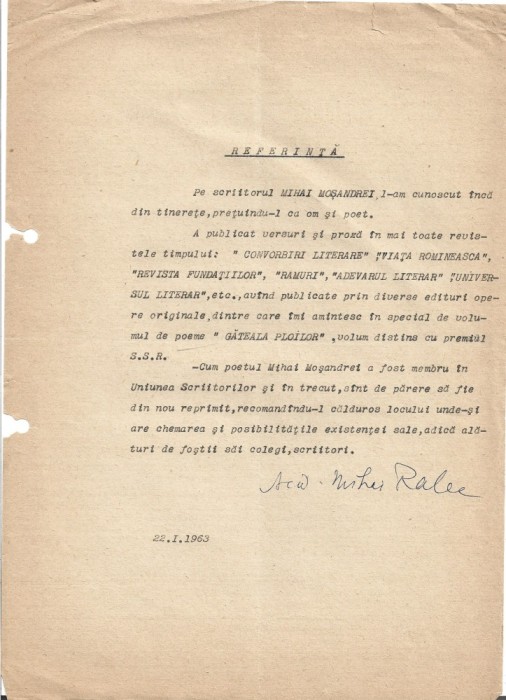 REFERINȚĂ
Pe scriitorul MIHAI MOȘANDREI,l-am cunoscut încă
din tinerețe,prețuindu-l ca om și poet.
A publicat versuri și proză în mai toate revis-
tele timpului: " CONVORBIRI LITERARE" "VIAȚA ROMINEASCA",
"REVISTA FUNDAȚIILOR", "RAMURI","ADEVARUL LITERAR" "UNIVER-
SUL LITERAR",etc.,avînd publicate prin diverse edituri ope-
re originale,dintre care îmi amintesc în special de volu-
mul de poeme " GĂTEALA PLOILOR" ,volum distins cu premiul
S.S.R.
-Cum poetul Mihai Moșandrei a fost membru în
Uniunea Scriitorilor și în trecut,sînt de părere să fie
din nou reprimit,recomandîndu-l călduros locului unde-și
are chemarea și posibilitățile existenței sale,adică ală-
turi de foștii săi colegi,scriitori.
Acad. Mihai Ralea
22.I.1963